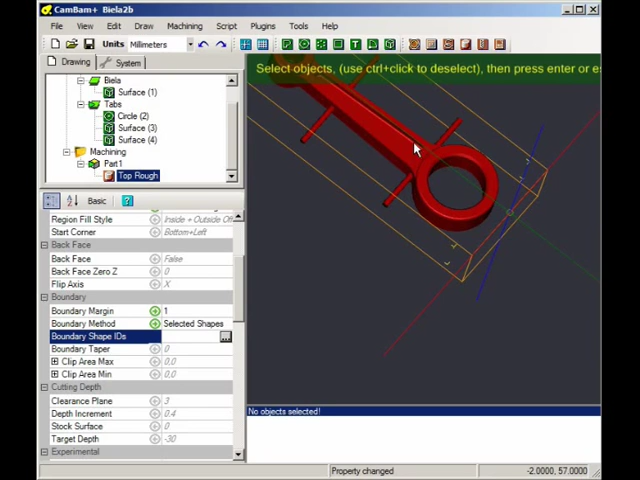 CamBam+ Biela2b
File View Edit Draw Machining Script Plugins Tools Help
Units Millimeters
Drawing System
Select objects, (use ctrl+click to deselect), then press enter or e
Biela
Surface (1)
Tabs
Circle (2)
Surface (3)
Surface (4)
Machining
Part1
Top Rough
Basic
Region Fill Style Inside + Outside Off
Start Corner Bottom+Left
Back Face
Back Face False
Back Face Zero Z 0
Flip Axis X
Boundary
Boundary Margin 1
Boundary Method Selected Shapes
Boundary Shape IDs ...
Boundary Taper 0
Clip Area Max 0,0
Clip Area Min 0,0
Cutting Depth
Clearance Plane 3
Depth Increment 0.4
Stock Surface 0
Target Depth -30
Experimental
No objects selected!
Property changed -2.0000, 57.0000